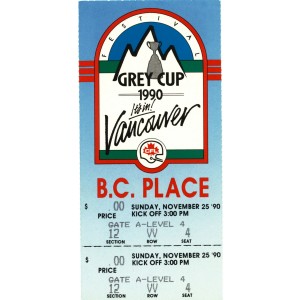 FESTIVAL
GREY CUP
1990
It's in!
Vancouver
CFL
B.C. PLACE
$ .00 SUNDAY, NOVEMBER 25 '90
PRICE KICK OFF 3:00 PM
GATE A-LEVEL 4
12 VV 4
SECTION ROW SEAT
$ .00 SUNDAY, NOVEMBER 25 '90
PRICE KICK OFF 3:00 PM
GATE A-LEVEL 4
12 VV 4
SECTION ROW SEAT